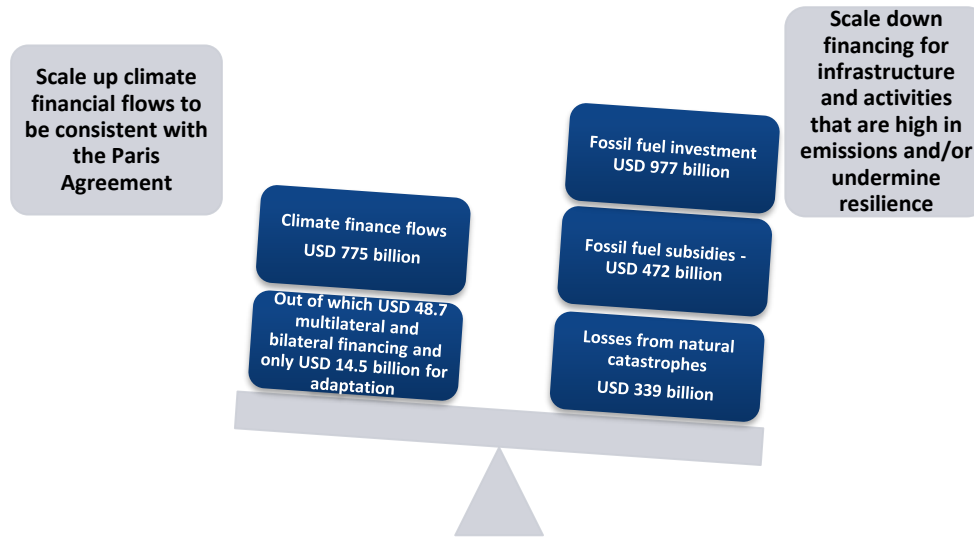 Scale up climate
financial flows to
be consistent with
the Paris
Agreement
Scale down
financing for
infrastructure
and activities
that are high in
emissions and/or
undermine
resilience
Climate finance flows
USD 775 billion
Out of which USD 48.7
multilateral and
bilateral financing and
only USD 14.5 billion for
adaptation
Fossil fuel investment
USD 977 billion
Fossil fuel subsidies -
USD 472 billion
Losses from natural
catastrophes
USD 339 billion